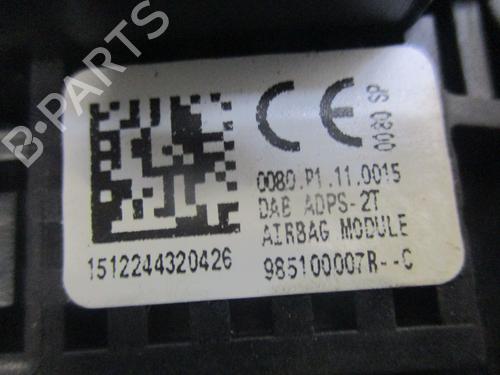 B-PARTS
CE
0080 SP
0080.P1.11.0015
DAB ADPS-2T
AIRBAG MODULE
1512244320426
985100007R--C